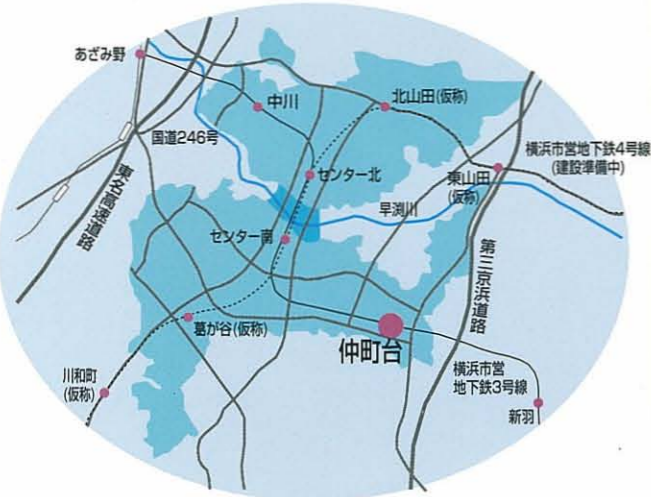 あざみ野
中川
北山田(仮称)
国道246号
横浜市営地下鉄4号線
(建設準備中)
センター北
東山田
(仮称)
東名高速道路
早渕川
センター南
第三京浜道路
葛が谷(仮称)
仲町台
川和町
(仮称)
横浜市営
地下鉄3号線
新羽